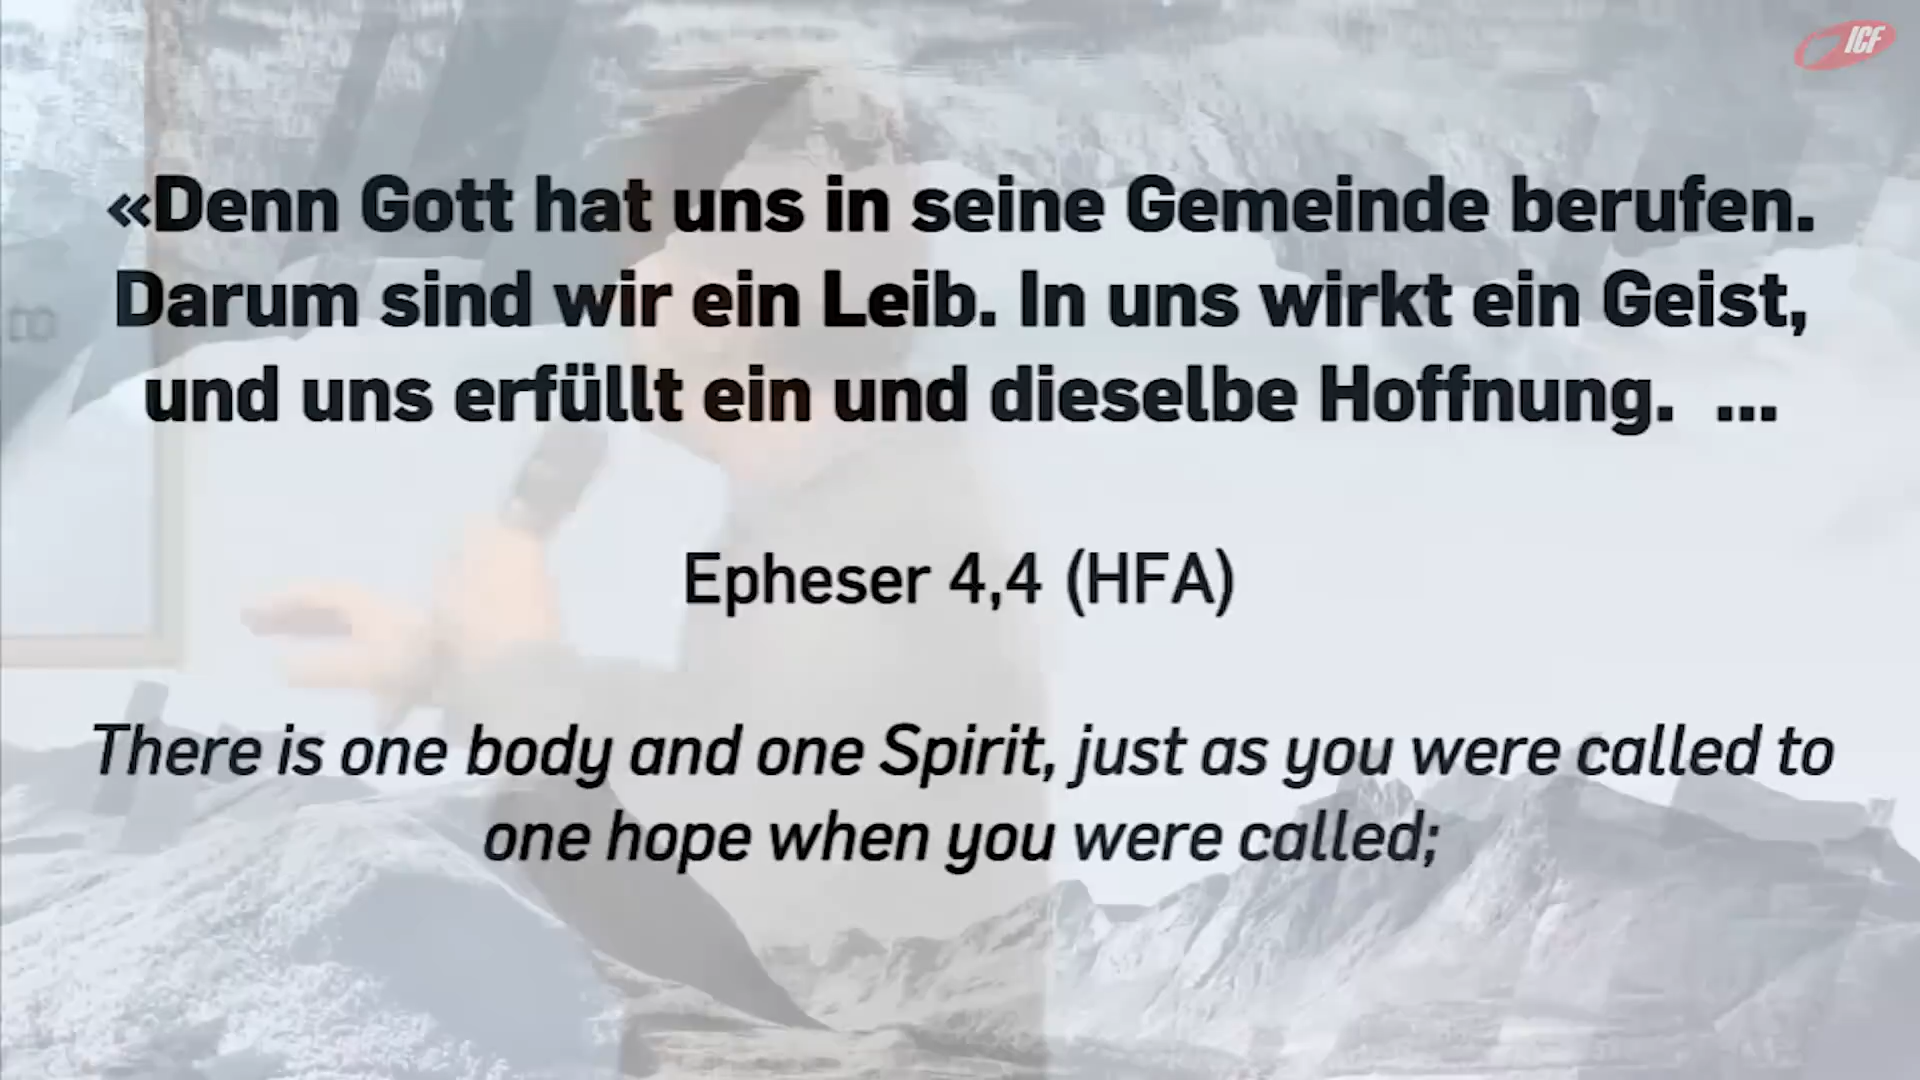 ICF
«Denn Gott hat uns in seine Gemeinde berufen.
Darum sind wir ein Leib. In uns wirkt ein Geist,
und uns erfüllt ein und dieselbe Hoffnung. ...
to
Epheser 4,4 (HFA)
There is one body and one Spirit, just as you were called to
one hope when you were called;